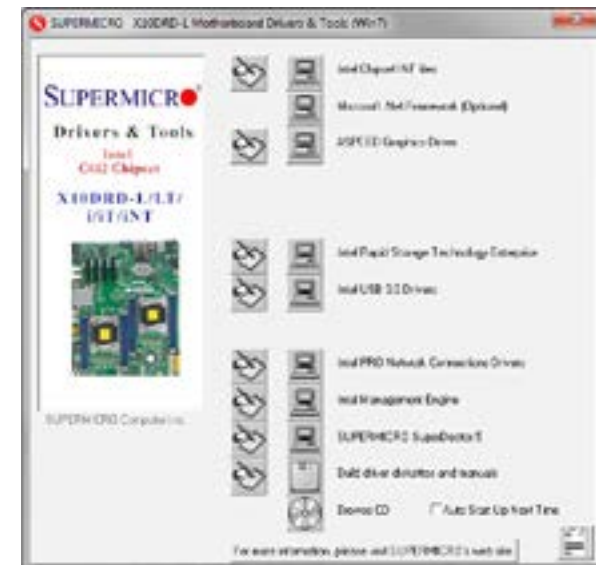 SUPERMICRO X10DRD-L Motherboard Drivers & Tools (Win7)
SUPERMICRO
Drivers & Tools
Intel
C612 Chipset
X10DRD-L/LT/
i/iT/iNT
SUPERMICRO Computer Inc.
Intel Chipset INF files
Microsoft .Net Framework (Optional)
ASPEED Graphics Driver
Intel Rapid Storage Technology Enterprise
Intel USB 3.0 Drivers
Intel PRO Network Connections Drivers
Intel Management Engine
SUPERMICRO SuperDoctor 5
Build driver diskettes and manuals
Browse CD
Auto Start Up Next Time
For more information, please visit SUPERMICRO's web site